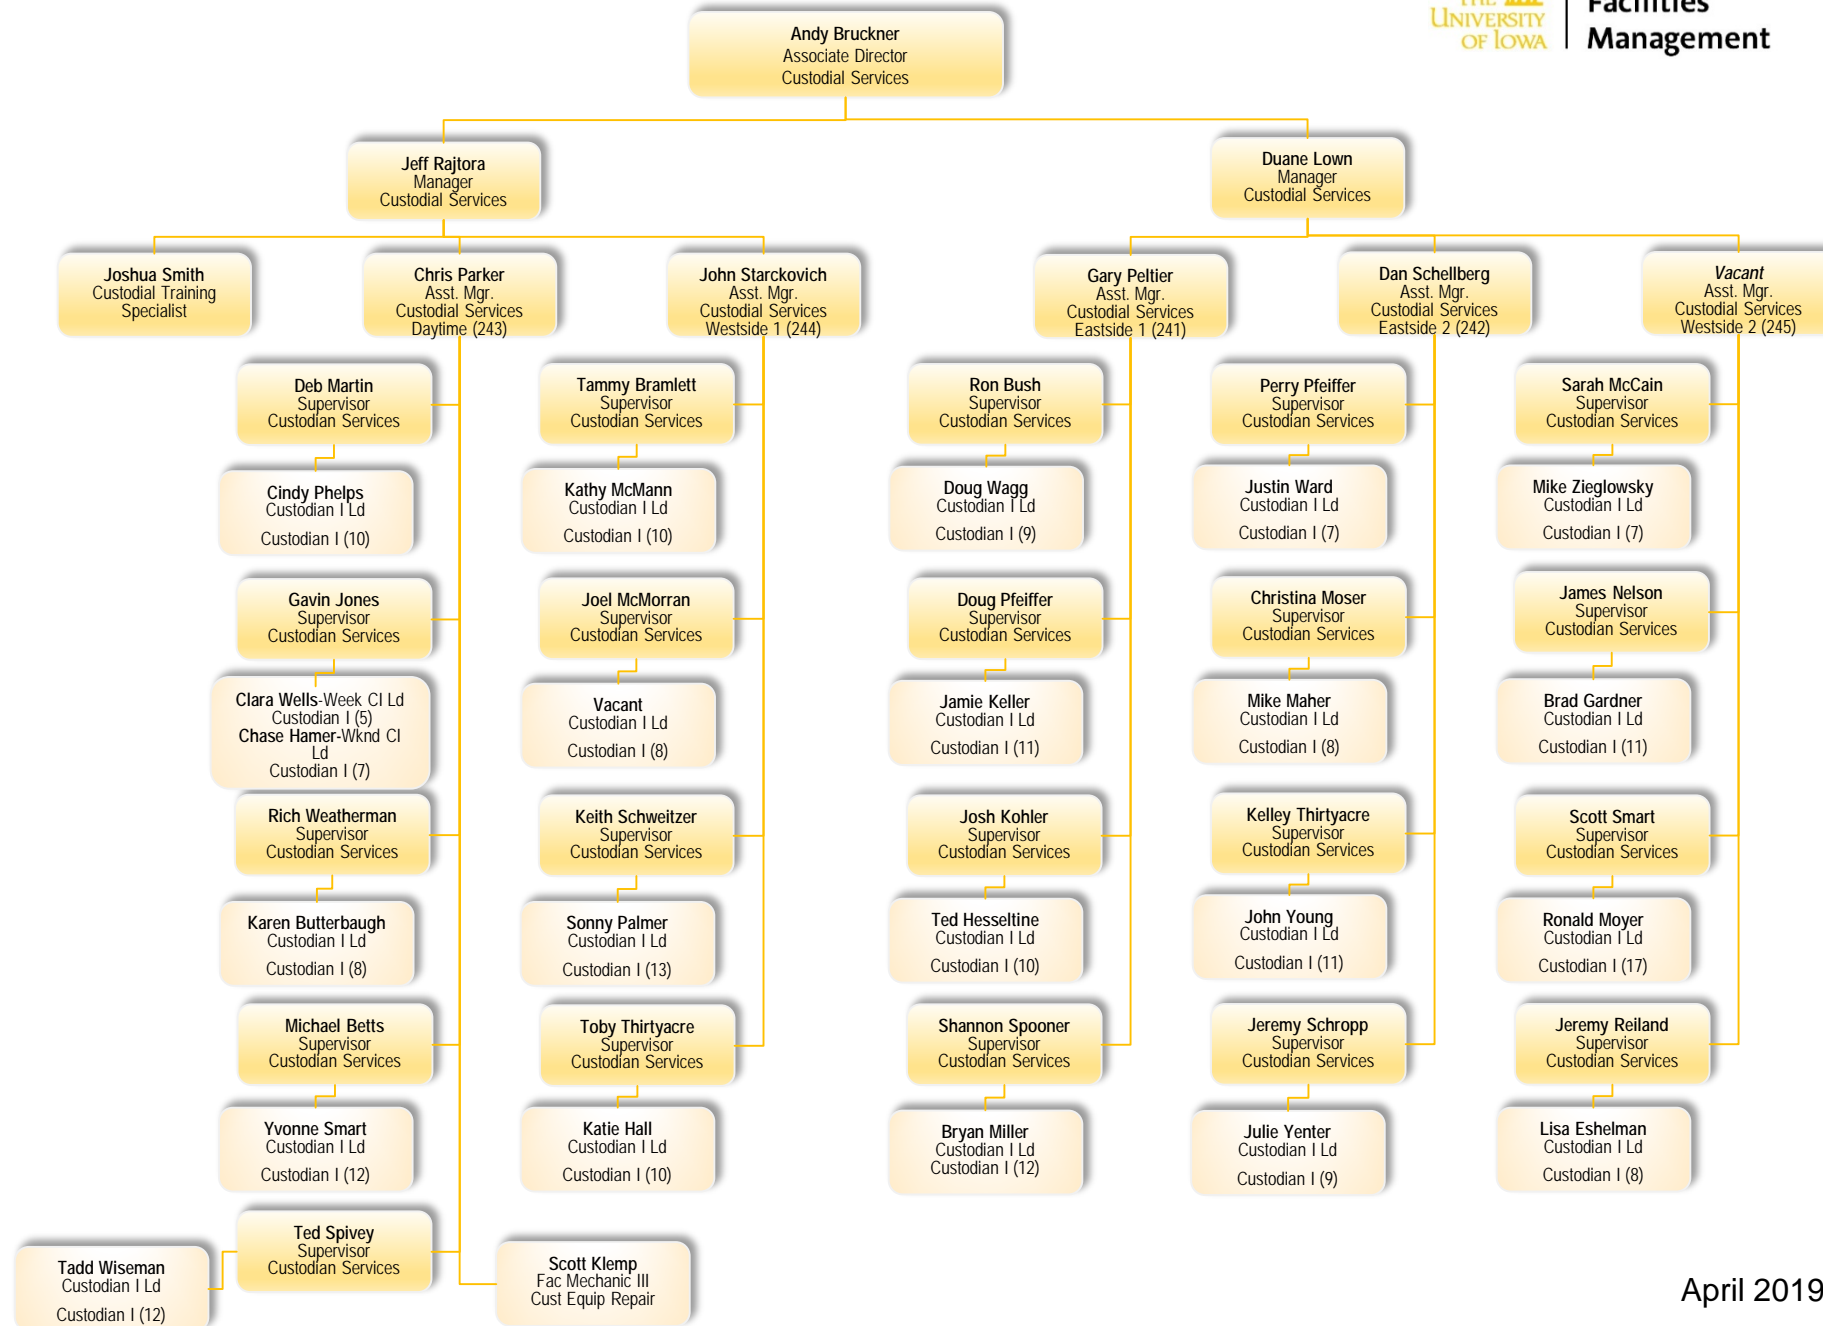 THE
UNIVERSITY
OF IOWA
Facilities
Management
Andy Bruckner
Associate Director
Custodial Services
Jeff Rajtora
Manager
Custodial Services
Duane Lown
Manager
Custodial Services
Joshua Smith
Custodial Training
Specialist
Chris Parker
Asst. Mgr.
Custodial Services
Daytime (243)
John Starckovich
Asst. Mgr.
Custodial Services
Westside 1 (244)
Gary Peltier
Asst. Mgr.
Custodial Services
Eastside 1 (241)
Dan Schellberg
Asst. Mgr.
Custodial Services
Eastside 2 (242)
Vacant
Asst. Mgr.
Custodial Services
Westside 2 (245)
Deb Martin
Supervisor
Custodian Services
Cindy Phelps
Custodian I Ld
Custodian I (10)
Gavin Jones
Supervisor
Custodian Services
Clara Wells-Week CI Ld
Custodian I (5)
Chase Hamer-Wknd CI
Ld
Custodian I (7)
Rich Weatherman
Supervisor
Custodian Services
Karen Butterbaugh
Custodian I Ld
Custodian I (8)
Michael Betts
Supervisor
Custodian Services
Yvonne Smart
Custodian I Ld
Custodian I (12)
Ted Spivey
Supervisor
Custodian Services
Tadd Wiseman
Custodian I Ld
Custodian I (12)
Scott Klemp
Fac Mechanic III
Cust Equip Repair
Tammy Bramlett
Supervisor
Custodian Services
Kathy McMann
Custodian I Ld
Custodian I (10)
Joel McMorran
Supervisor
Custodian Services
Vacant
Custodian I Ld
Custodian I (8)
Keith Schweitzer
Supervisor
Custodian Services
Sonny Palmer
Custodian I Ld
Custodian I (13)
Toby Thirtyacre
Supervisor
Custodian Services
Katie Hall
Custodian I Ld
Custodian I (10)
Ron Bush
Supervisor
Custodian Services
Doug Wagg
Custodian I Ld
Custodian I (9)
Doug Pfeiffer
Supervisor
Custodian Services
Jamie Keller
Custodian I Ld
Custodian I (11)
Josh Kohler
Supervisor
Custodian Services
Ted Hesseltine
Custodian I Ld
Custodian I (10)
Shannon Spooner
Supervisor
Custodian Services
Bryan Miller
Custodian I Ld
Custodian I (12)
Perry Pfeiffer
Supervisor
Custodian Services
Justin Ward
Custodian I Ld
Custodian I (7)
Christina Moser
Supervisor
Custodian Services
Mike Maher
Custodian I Ld
Custodian I (8)
Kelley Thirtyacre
Supervisor
Custodian Services
John Young
Custodian I Ld
Custodian I (11)
Jeremy Schropp
Supervisor
Custodian Services
Julie Yenter
Custodian I Ld
Custodian I (9)
Sarah McCain
Supervisor
Custodian Services
Mike Zieglowsky
Custodian I Ld
Custodian I (7)
James Nelson
Supervisor
Custodian Services
Brad Gardner
Custodian I Ld
Custodian I (11)
Scott Smart
Supervisor
Custodian Services
Ronald Moyer
Custodian I Ld
Custodian I (17)
Jeremy Reiland
Supervisor
Custodian Services
Lisa Eshelman
Custodian I Ld
Custodian I (8)
April 2019